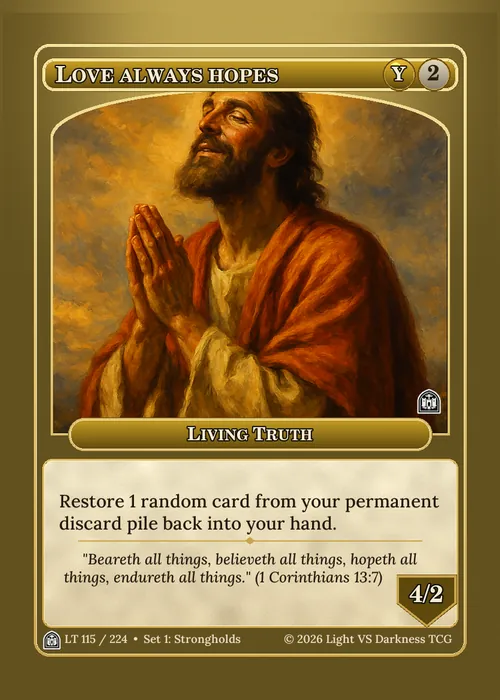 LOVE ALWAYS HOPES
Y 2
LIVING TRUTH
Restore 1 random card from your permanent
discard pile back into your hand.
"Beareth all things, believeth all things, hopeth all
things, endureth all things." (1 Corinthians 13:7)
4/2
LT 115 / 224 • Set 1: Strongholds © 2026 Light VS Darkness TCG